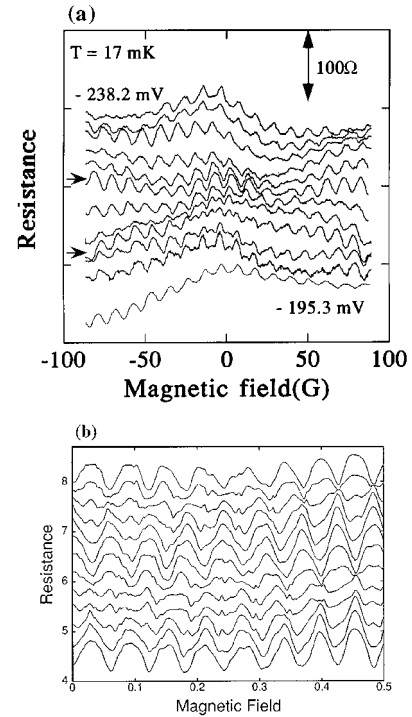 (a)
T = 17 mK
100Ω
- 238.2 mV
Resistance
- 195.3 mV
-100 -50 0 50 100
Magnetic field(G)
(b)
8
7
6
5
4
Resistance
0 0.1 0.2 0.3 0.4 0.5
Magnetic Field